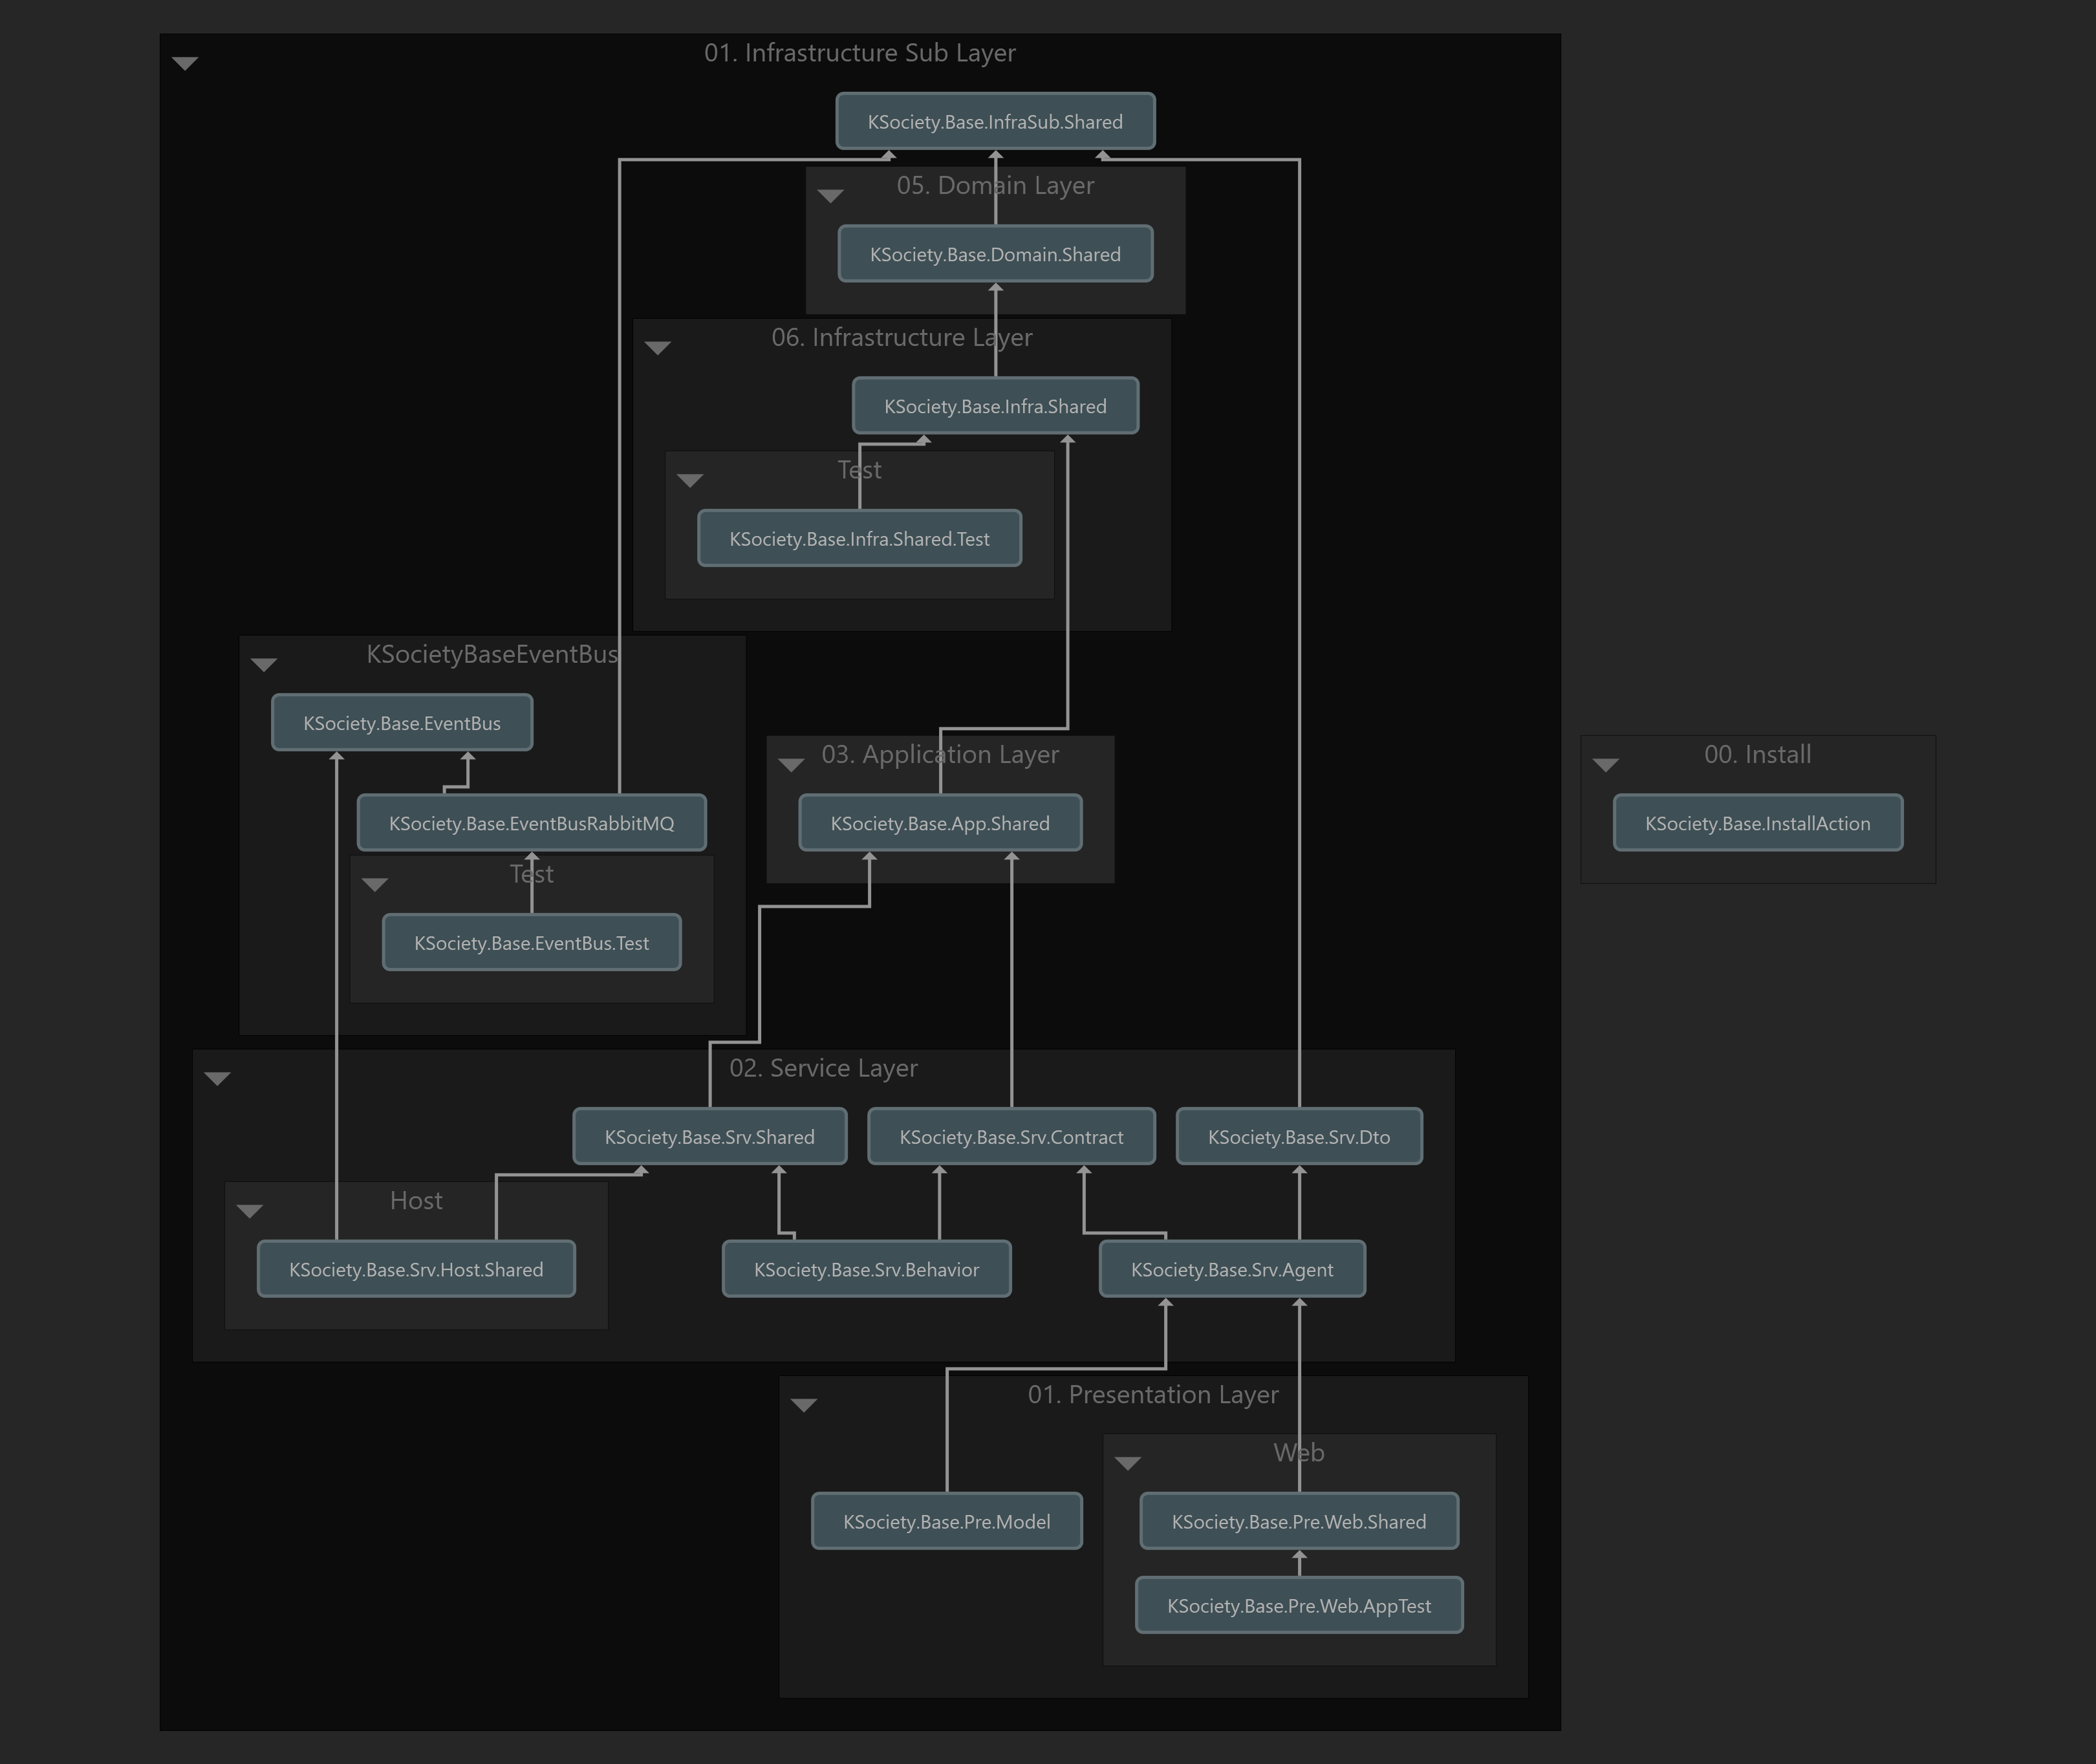 01. Infrastructure Sub Layer
KSociety.Base.InfraSub.Shared
05. Domain Layer
KSociety.Base.Domain.Shared
06. Infrastructure Layer
KSociety.Base.Infra.Shared
Test
KSociety.Base.Infra.Shared.Test
KSocietyBaseEventBus
KSociety.Base.EventBus
KSociety.Base.EventBusRabbitMQ
Test
KSociety.Base.EventBus.Test
03. Application Layer
KSociety.Base.App.Shared
00. Install
KSociety.Base.InstallAction
02. Service Layer
KSociety.Base.Srv.Shared
KSociety.Base.Srv.Contract
KSociety.Base.Srv.Dto
Host
KSociety.Base.Srv.Host.Shared
KSociety.Base.Srv.Behavior
KSociety.Base.Srv.Agent
01. Presentation Layer
Web
KSociety.Base.Pre.Model
KSociety.Base.Pre.Web.Shared
KSociety.Base.Pre.Web.AppTest